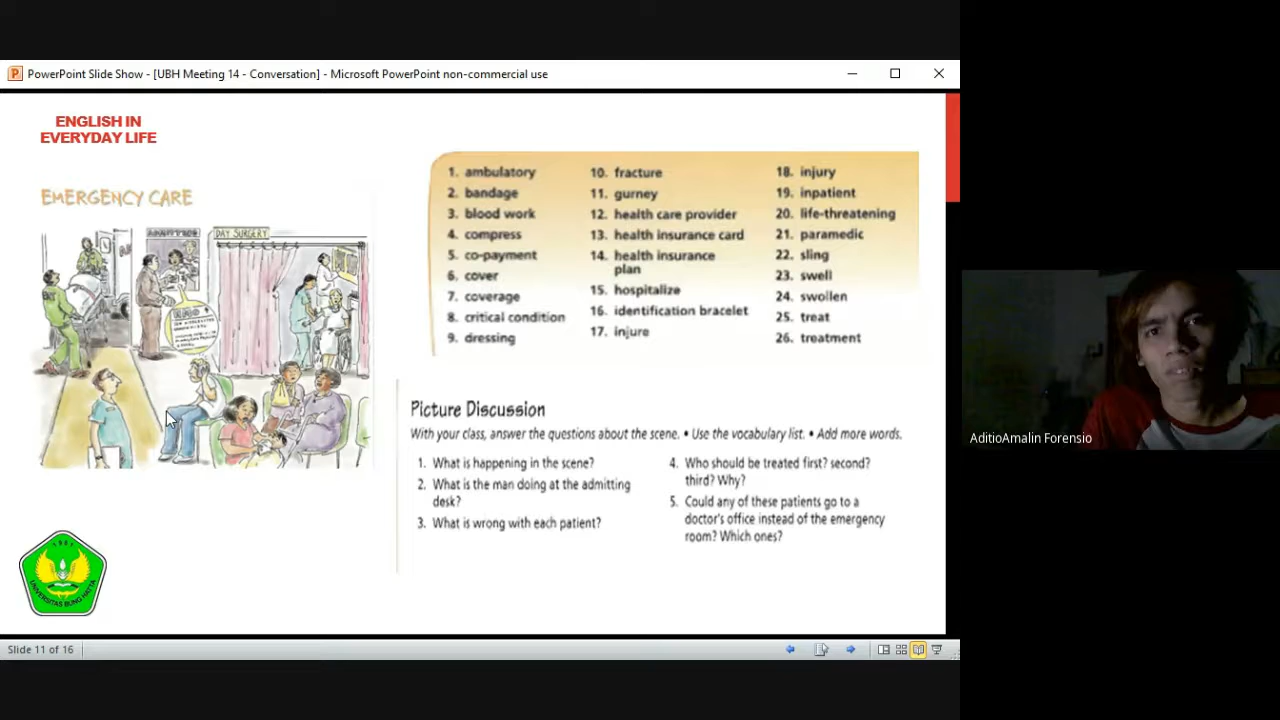 PowerPoint Slide Show - [UBH Meeting 14 - Conversation] - Microsoft PowerPoint non-commercial use
ENGLISH IN
EVERYDAY LIFE
EMERGENCY CARE
ADMITTING
DAY SURGERY
1. ambulatory
2. bandage
3. blood work
4. compress
5. co-payment
6. cover
7. coverage
8. critical condition
9. dressing
10. fracture
11. gurney
12. health care provider
13. health insurance card
14. health insurance
plan
15. hospitalize
16. identification bracelet
17. injure
18. injury
19. inpatient
20. life-threatening
21. paramedic
22. sling
23. swell
24. swollen
25. treat
26. treatment
Picture Discussion
With your class, answer the questions about the scene. • Use the vocabulary list. • Add more words.
1. What is happening in the scene?
2. What is the man doing at the admitting
desk?
3. What is wrong with each patient?
4. Who should be treated first? second?
third? Why?
5. Could any of these patients go to a
doctor's office instead of the emergency
room? Which ones?
1981
UNIVERSITAS BUNG HATTA
Slide 11 of 16
AditioAmalin Forensio